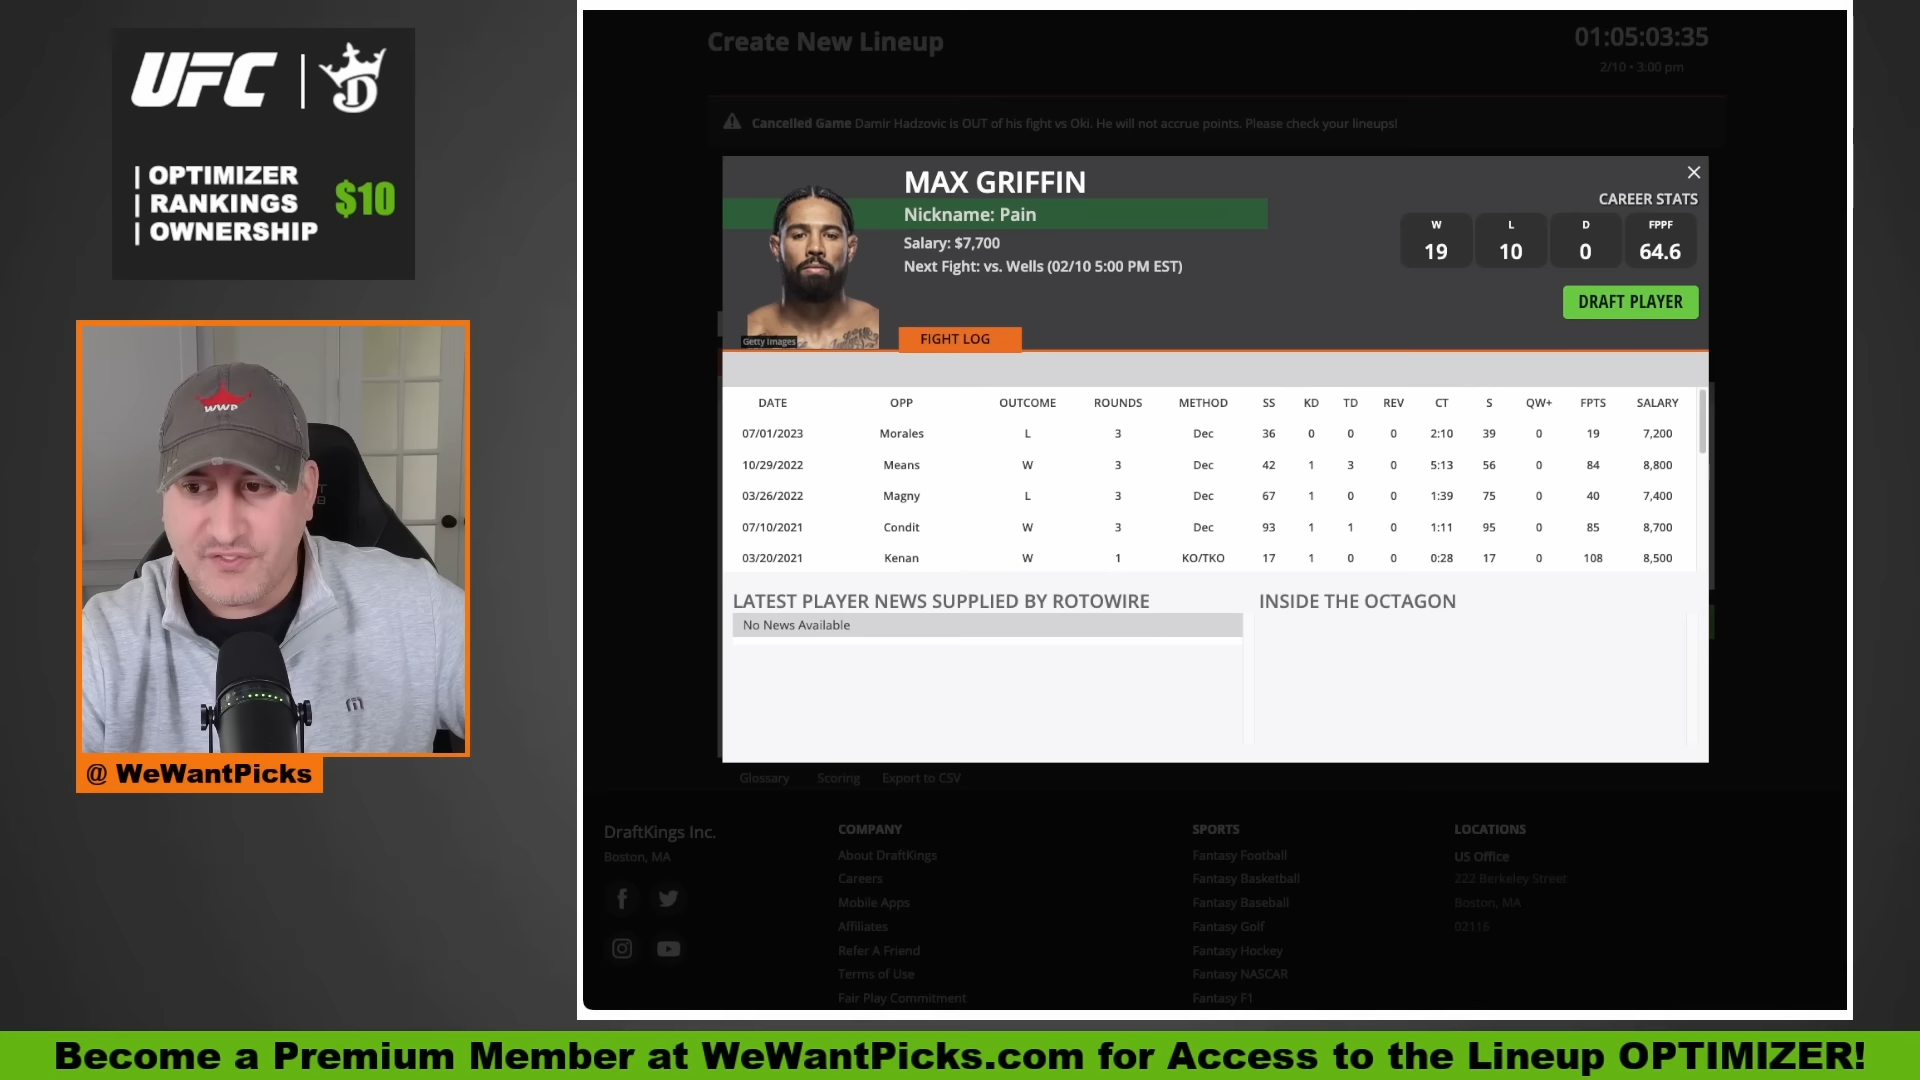 UFC
OPTIMIZER
RANKINGS
OWNERSHIP
$10
WWP
@ WeWantPicks
Create New Lineup
01:05:03:35
2/10 • 3:00 pm
Cancelled Game Damir Hadzovic is OUT of his fight vs Oki. He will not accrue points. Please check your lineups!
MAX GRIFFIN
Nickname: Pain
Salary: $7,700
Next Fight: vs. Wells (02/10 5:00 PM EST)
Getty Images
CAREER STATS
W L D FPPF
19 10 0 64.6
DRAFT PLAYER
FIGHT LOG
DATE OPP OUTCOME ROUNDS METHOD SS KD TD REV CT S QW+ FPTS SALARY
07/01/2023 Morales L 3 Dec 36 0 0 0 2:10 39 0 19 7,200
10/29/2022 Means W 3 Dec 42 1 3 0 5:13 56 0 84 8,800
03/26/2022 Magny L 3 Dec 67 1 0 0 1:39 75 0 40 7,400
07/10/2021 Condit W 3 Dec 93 1 1 0 1:11 95 0 85 8,700
03/20/2021 Kenan W 1 KO/TKO 17 1 0 0 0:28 17 0 108 8,500
LATEST PLAYER NEWS SUPPLIED BY ROTOWIRE
No News Available
INSIDE THE OCTAGON
Glossary Scoring Export to CSV
DraftKings Inc.
Boston, MA
COMPANY
About DraftKings
Careers
Mobile Apps
Affiliates
Refer A Friend
Terms of Use
Fair Play Commitment
SPORTS
Fantasy Football
Fantasy Basketball
Fantasy Baseball
Fantasy Golf
Fantasy Hockey
Fantasy NASCAR
Fantasy F1
LOCATIONS
US Office
222 Berkeley Street
Boston, MA
02116
Become a Premium Member at WeWantPicks.com for Access to the Lineup OPTIMIZER!